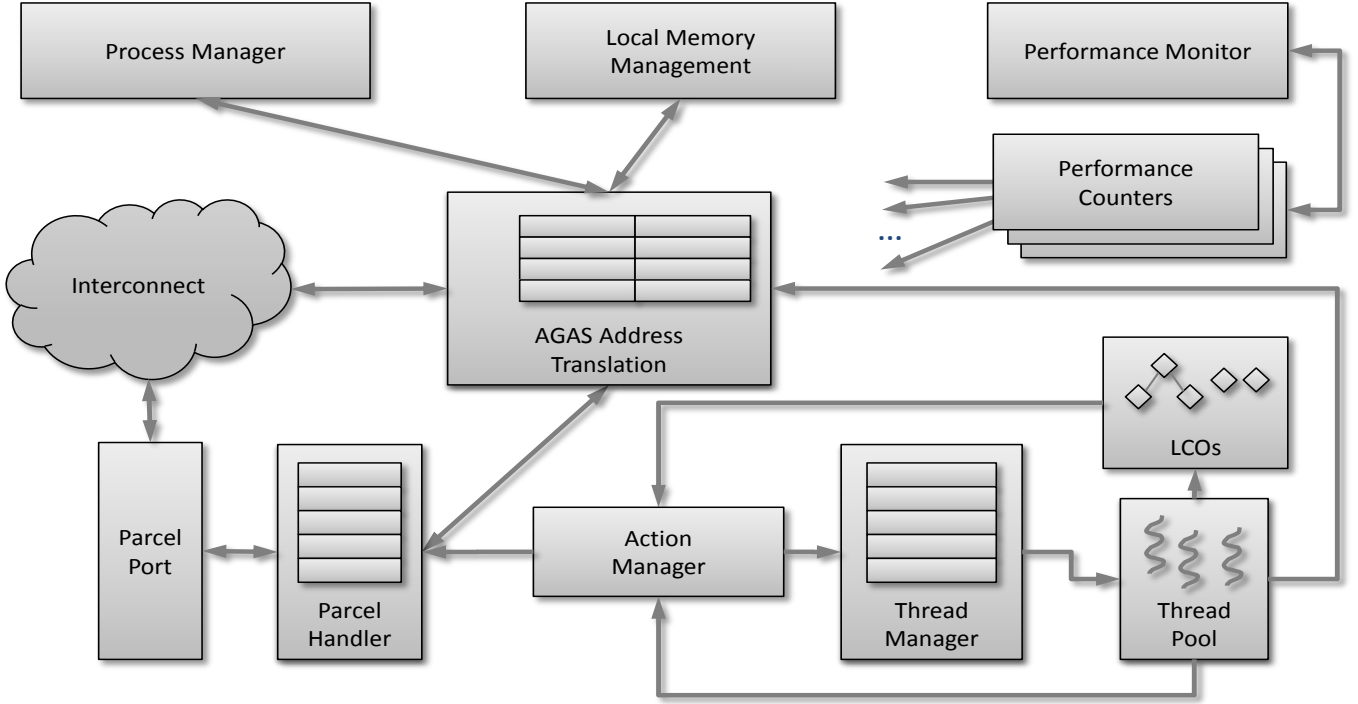 Process Manager
Local Memory
Management
Performance Monitor
Performance
Counters
...
Interconnect
AGAS Address
Translation
LCOs
Parcel
Port
Parcel
Handler
Action
Manager
Thread
Manager
Thread
Pool